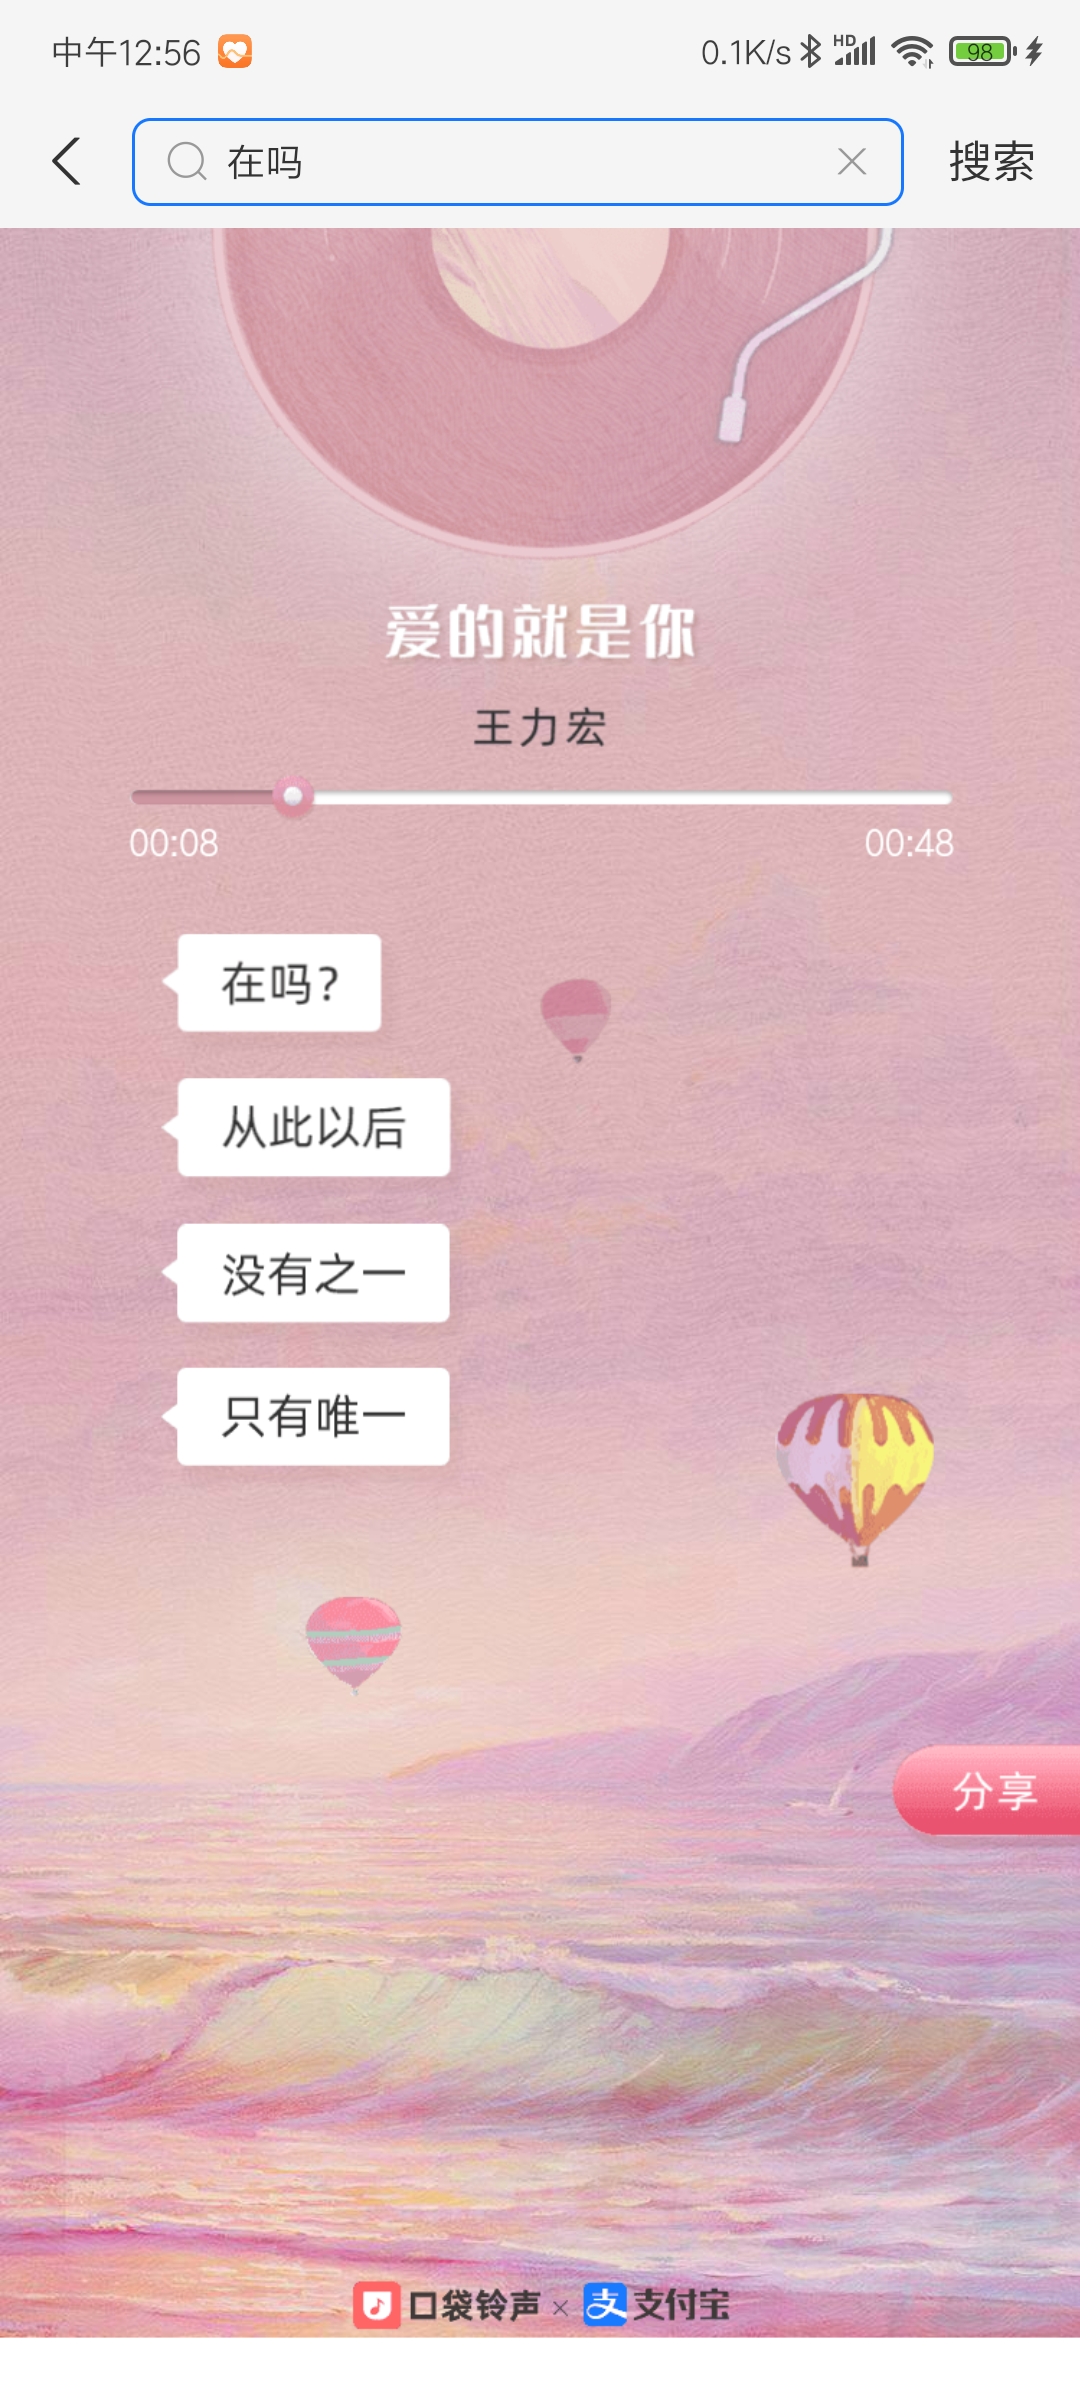 中午12:56
0.1K/s
HD
98
在吗
搜索
爱的就是你
王力宏
00:08
00:48
在吗?
从此以后
没有之一
只有唯一
分享
口袋铃声 × 支 支付宝